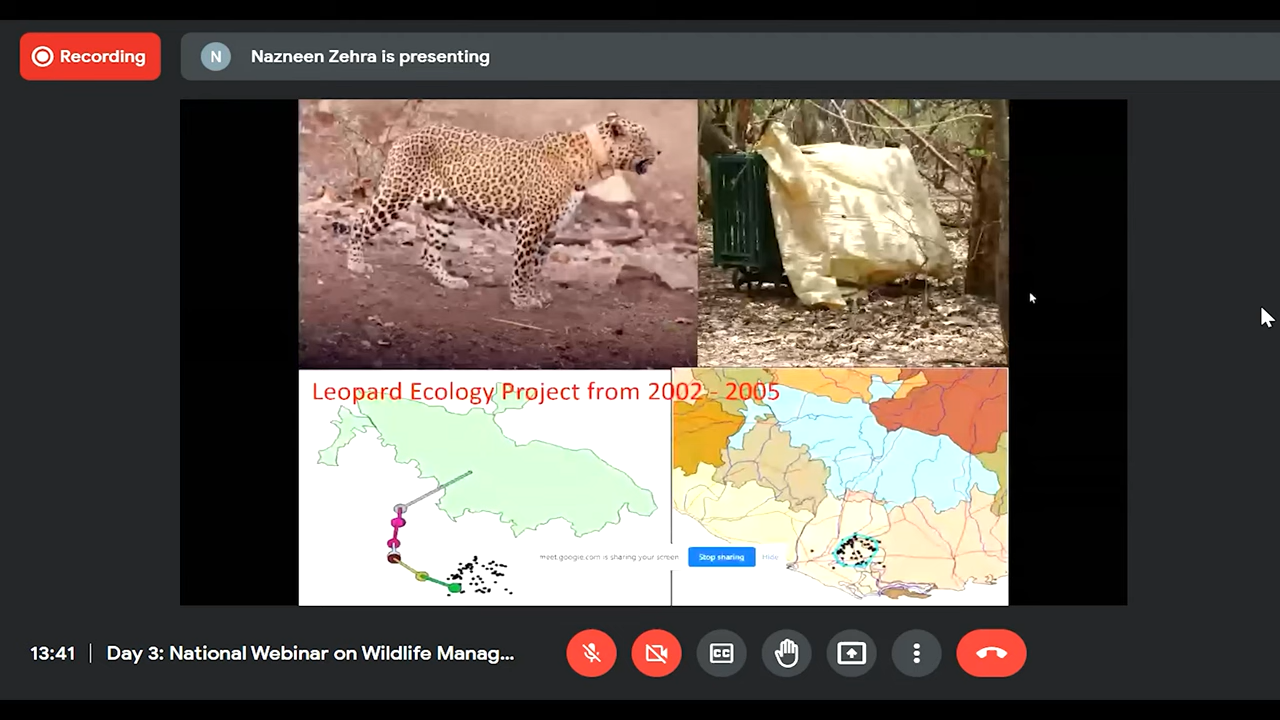 Recording
N
Nazneen Zehra is presenting
Leopard Ecology Project from 2002 - 2005
meet.google.com is sharing your screen
Stop sharing
Hide
13:41
Day 3: National Webinar on Wildlife Manag...
CC